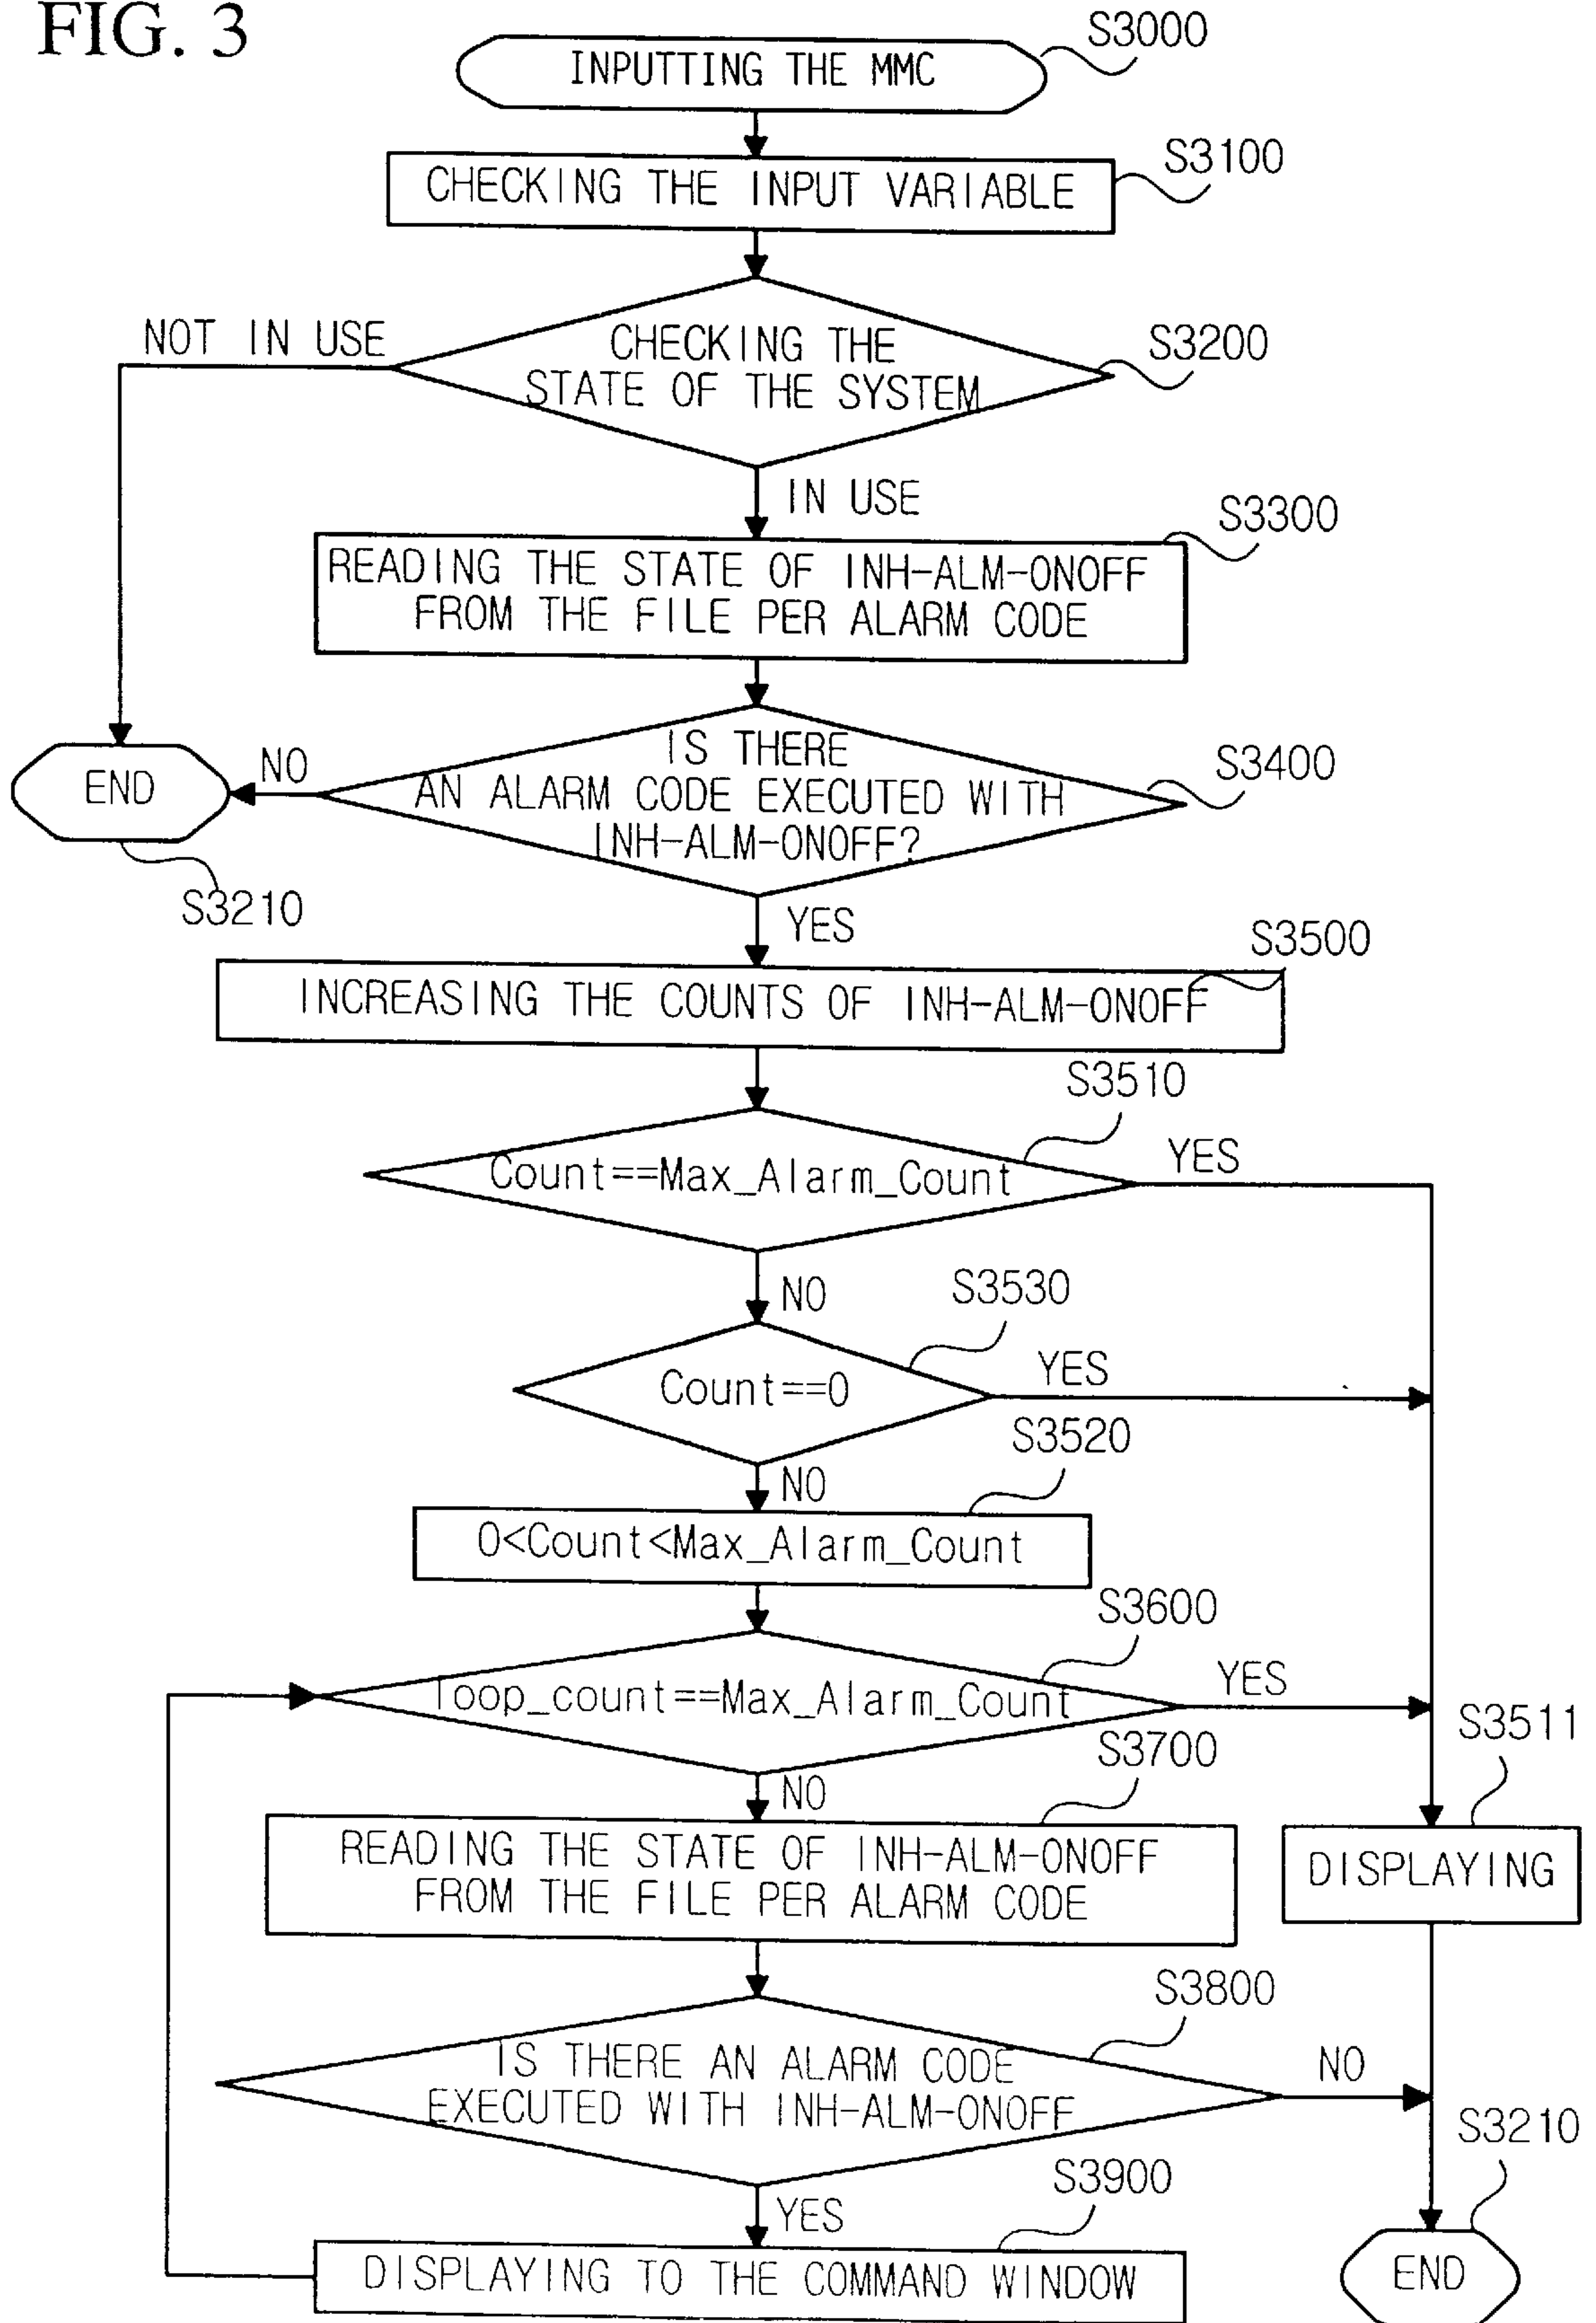 FIG. 3
S3000
INPUTTING THE MMC
S3100
CHECKING THE INPUT VARIABLE
NOT IN USE
S3200
CHECKING THE
STATE OF THE SYSTEM
IN USE
S3300
READING THE STATE OF INH-ALM-ONOFF
FROM THE FILE PER ALARM CODE
END
NO
IS THERE
AN ALARM CODE EXECUTED WITH
INH-ALM-ONOFF?
S3400
S3210
YES
S3500
INCREASING THE COUNTS OF INH-ALM-ONOFF
S3510
Count==Max_Alarm_Count
YES
NO
S3530
Count==0
YES
S3520
NO
0<Count<Max_Alarm_Count
S3600
loop_count==Max_Alarm_Count
YES
S3511
S3700
NO
READING THE STATE OF INH-ALM-ONOFF
FROM THE FILE PER ALARM CODE
DISPLAYING
S3800
IS THERE AN ALARM CODE
EXECUTED WITH INH-ALM-ONOFF
NO
S3210
S3900
YES
DISPLAYING TO THE COMMAND WINDOW
END